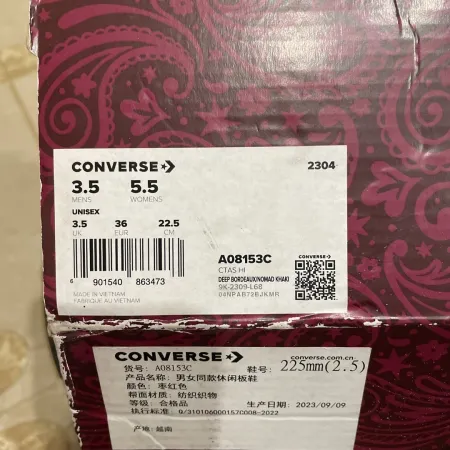 CONVERSE
2304
3.5 5.5
MENS WOMENS
UNISEX
3.5 36 22.5
UK EUR CM
6 901540 863473
A08153C
CTAS HI
DEEP BORDEAUX/NOMAD KHAKI
9K-2309-L68
04NPAB72BJKMR
MADE IN VIETNAM
FABRIQUÉ AU VIETNAM
CONVERSE converse.com.cn
货号: A08153C 鞋号: 225mm(2.5)
产品名称: 男女同款休闲板鞋
颜色: 枣红色
帮面材质: 纺织织物
等级: 合格品 生产日期: 2023/09/09
执行标准: Q/3101060001570008-2022
产地: 越南